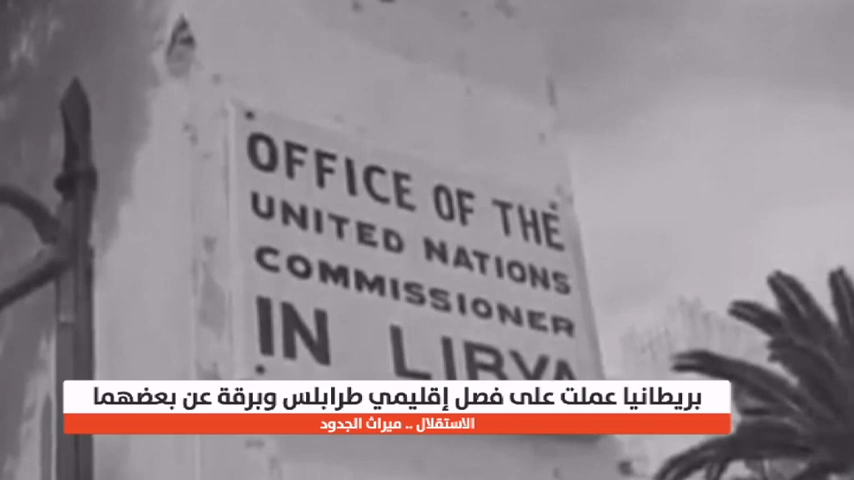 OFFICE OF THE
UNITED NATIONS
COMMISSIONER
IN LIBYA
بريطانيا عملت على فصل إقليمي طرابلس وبرقة عن بعضهما
الاستقلال .. ميراث الجدود